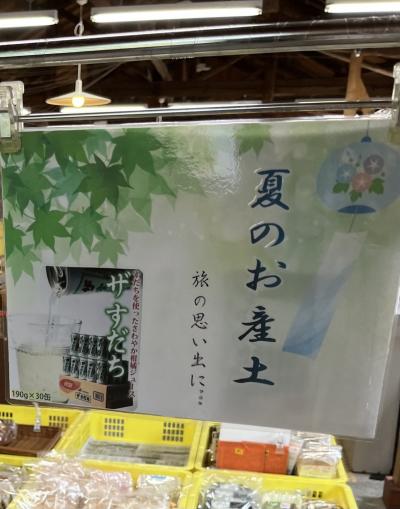 夏のお産土
旅の思い出に
ザすだち
すだちを使ったさわやか柑橘ジュース
190g×30缶